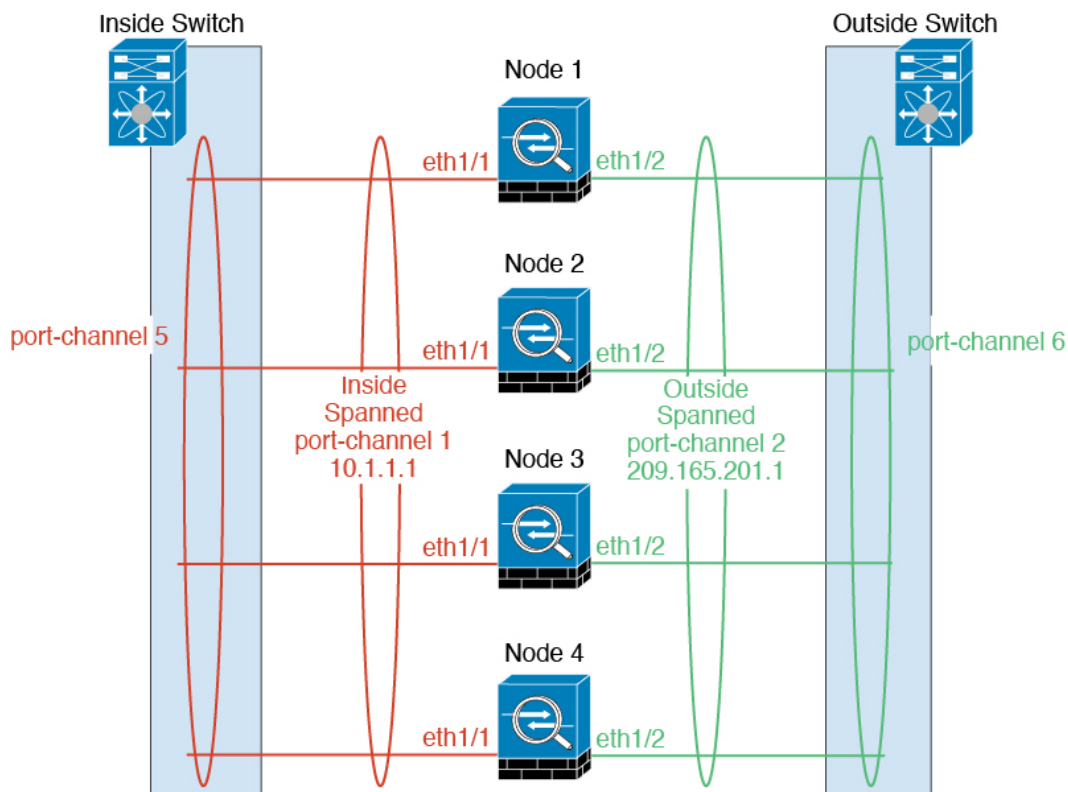 Inside Switch
Outside Switch
Node 1
eth1/1
eth1/2
Node 2
port-channel 5
port-channel 6
eth1/1
eth1/2
Inside
Spanned
port-channel 1
10.1.1.1
Outside
Spanned
port-channel 2
209.165.201.1
Node 3
eth1/1
eth1/2
Node 4
eth1/1
eth1/2